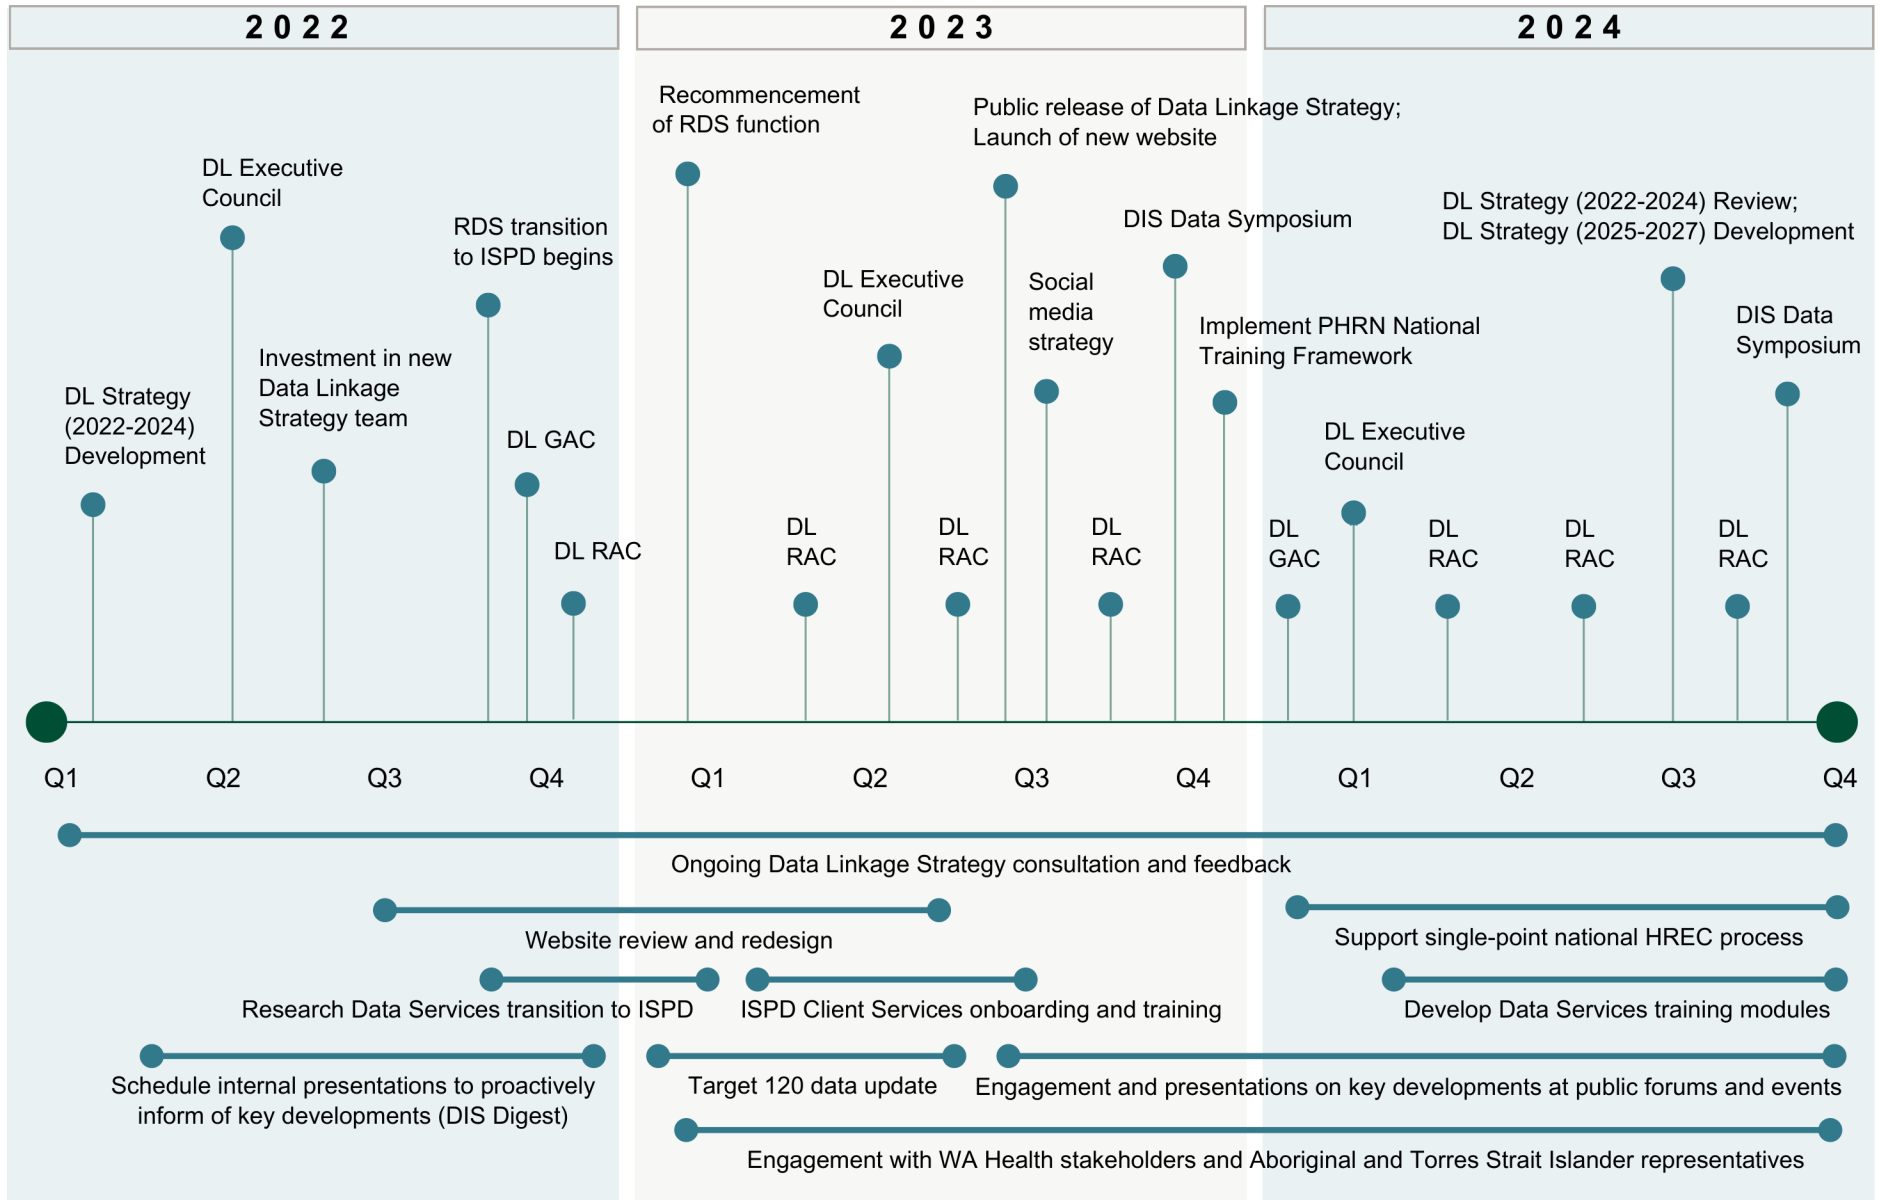 2022
2023
2024
DL Strategy
(2022-2024)
Development
DL Executive
Council
Investment in new
Data Linkage
Strategy team
RDS transition
to ISPD begins
DL GAC
DL RAC
Recommencement
of RDS function
DL
RAC
DL Executive
Council
DL
RAC
Public release of Data Linkage Strategy;
Launch of new website
Social
media
strategy
DL
RAC
DIS Data Symposium
Implement PHRN National
Training Framework
DL
GAC
DL Executive
Council
DL
RAC
DL
RAC
DL Strategy (2022-2024) Review;
DL Strategy (2025-2027) Development
DL
RAC
DIS Data
Symposium
Q1
Q2
Q3
Q4
Q1
Q2
Q3
Q4
Q1
Q2
Q3
Q4
Ongoing Data Linkage Strategy consultation and feedback
Website review and redesign
Support single-point national HREC process
Research Data Services transition to ISPD
ISPD Client Services onboarding and training
Develop Data Services training modules
Schedule internal presentations to proactively
inform of key developments (DIS Digest)
Target 120 data update
Engagement and presentations on key developments at public forums and events
Engagement with WA Health stakeholders and Aboriginal and Torres Strait Islander representatives